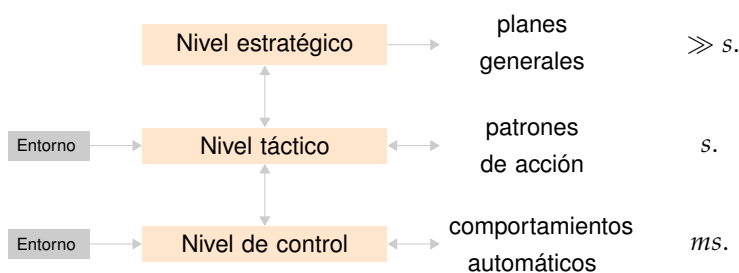 Nivel estratégico
planes
generales
≫ s.
Entorno
Nivel táctico
patrones
de acción
s.
Entorno
Nivel de control
comportamientos
automáticos
ms.